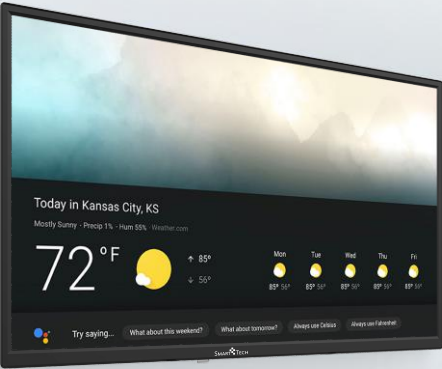 Today in Kansas City, KS
Mostly Sunny - Precip 1% - Hum 55% Weather.com
72°F
↑ 85°
↓ 56°
Mon Tue Wed Thu Fri
85° 56° 85° 56° 85° 56° 85° 56° 85° 56°
Try saying... What about this weekend? What about tomorrow? Always use Celsius Always use Fahrenheit
SMART TECH